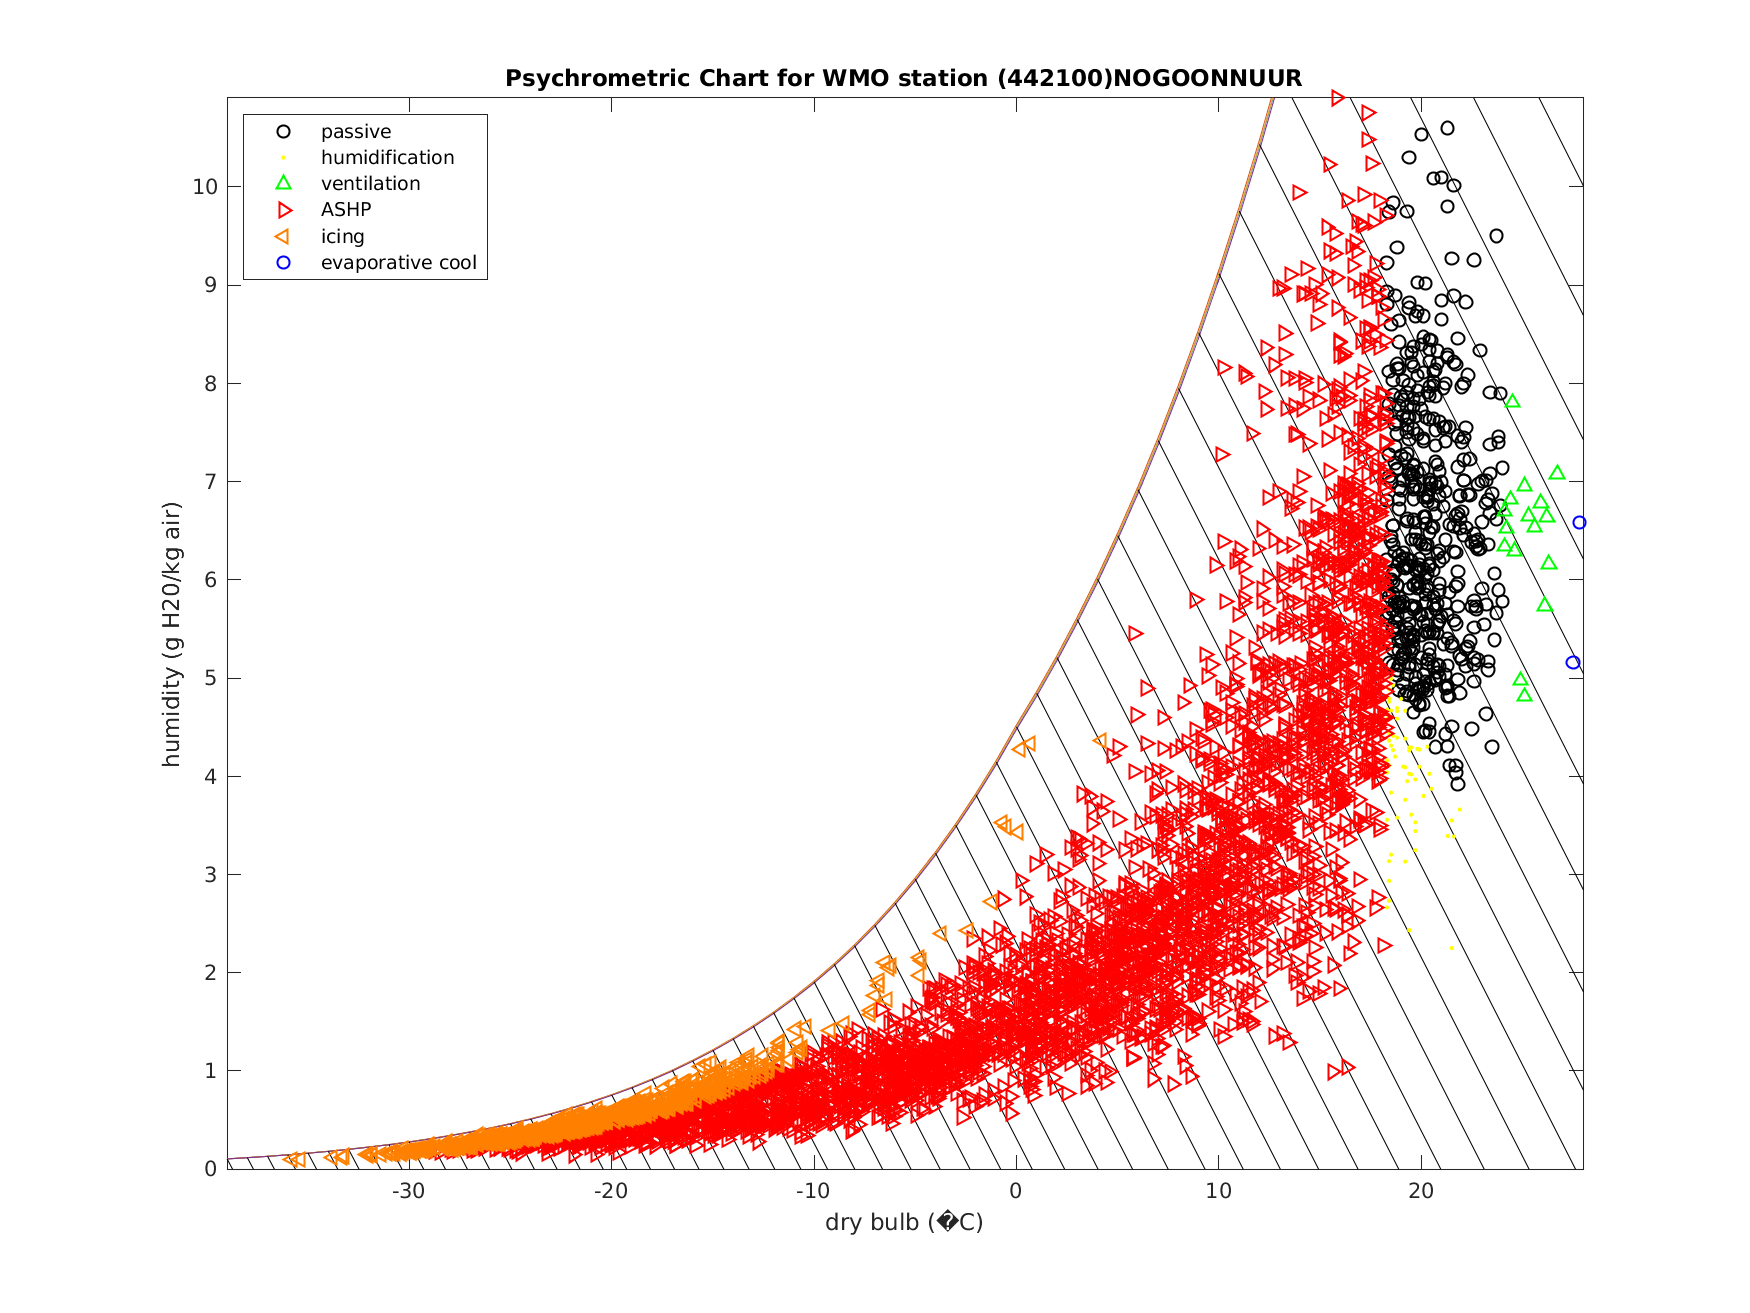 Psychrometric Chart for WMO station (442100)NOGOONNUUR
passive
humidification
ventilation
ASHP
icing
evaporative cool
humidity (g H20/kg air)
10
9
8
7
6
5
4
3
2
1
0
-30 -20 -10 0 10 20
dry bulb (�C)